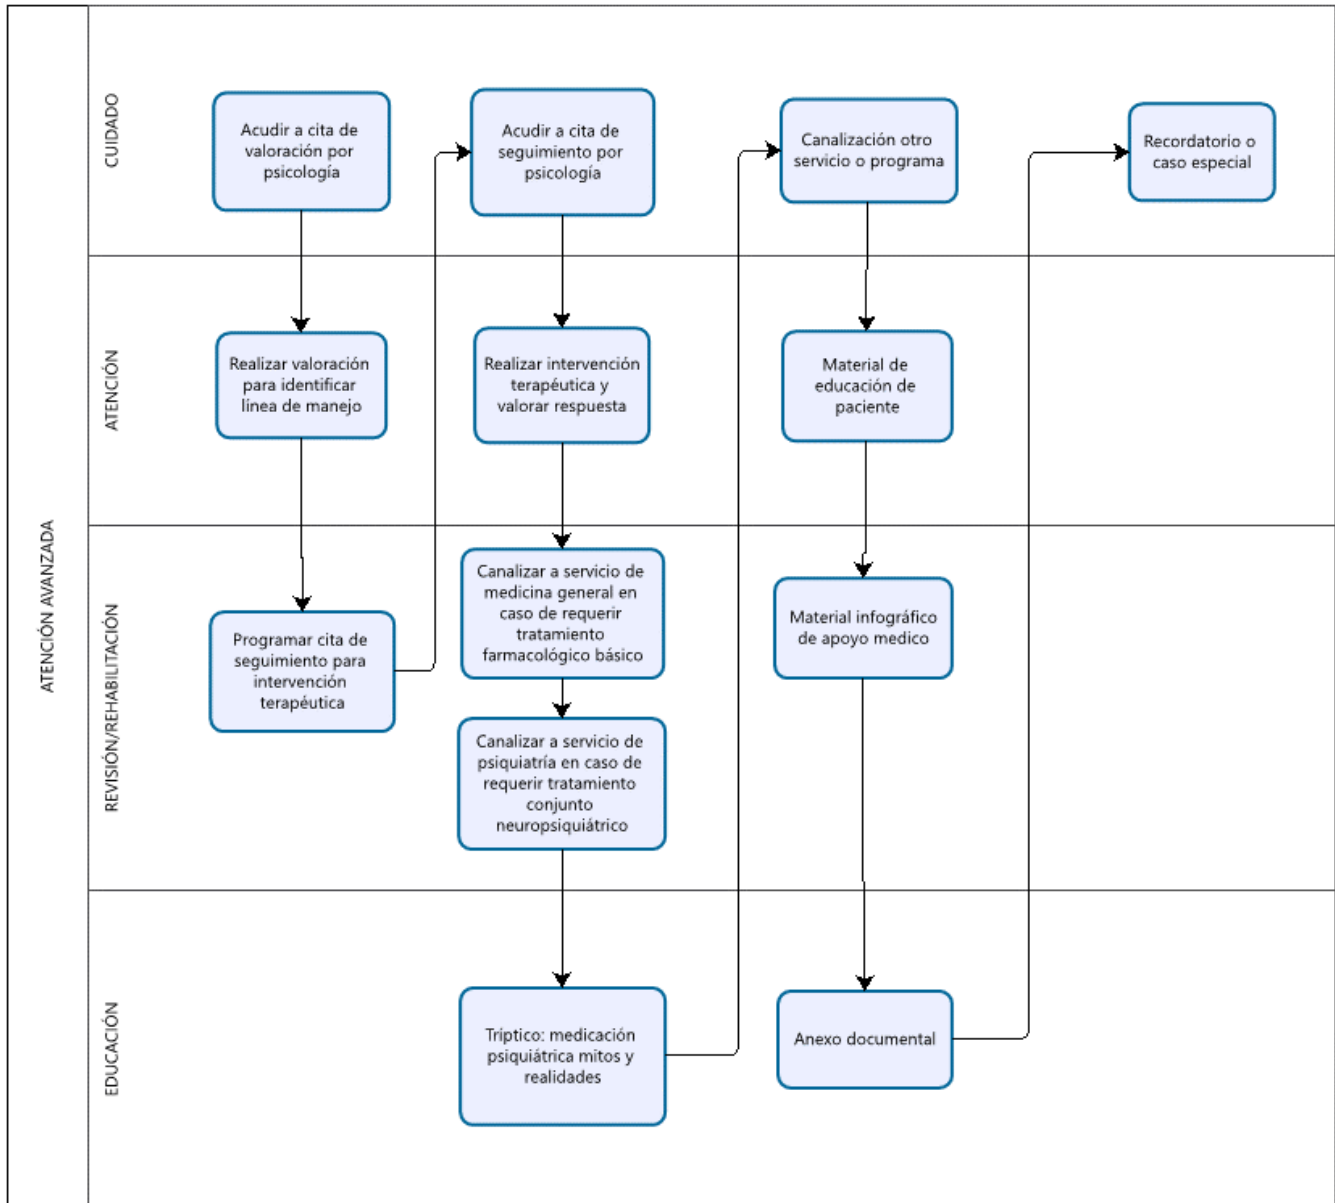 ATENCIÓN AVANZADA
CUIDADO
Acudir a cita de
valoración por
psicología
Acudir a cita de
seguimiento por
psicología
Canalización otro
servicio o programa
Recordatorio o
caso especial
ATENCIÓN
Realizar valoración
para identificar
línea de manejo
Realizar intervención
terapéutica y
valorar respuesta
Material de
educación de
paciente
REVISIÓN/REHABILITACIÓN
Programar cita de
seguimiento para
intervención
terapéutica
Canalizar a servicio de
medicina general en
caso de requerir
tratamiento
farmacológico básico
Canalizar a servicio de
psiquiatría en caso de
requerir tratamiento
conjunto
neuropsiquiátrico
Material infográfico
de apoyo medico
EDUCACIÓN
Tríptico: medicación
psiquiátrica mitos y
realidades
Anexo documental